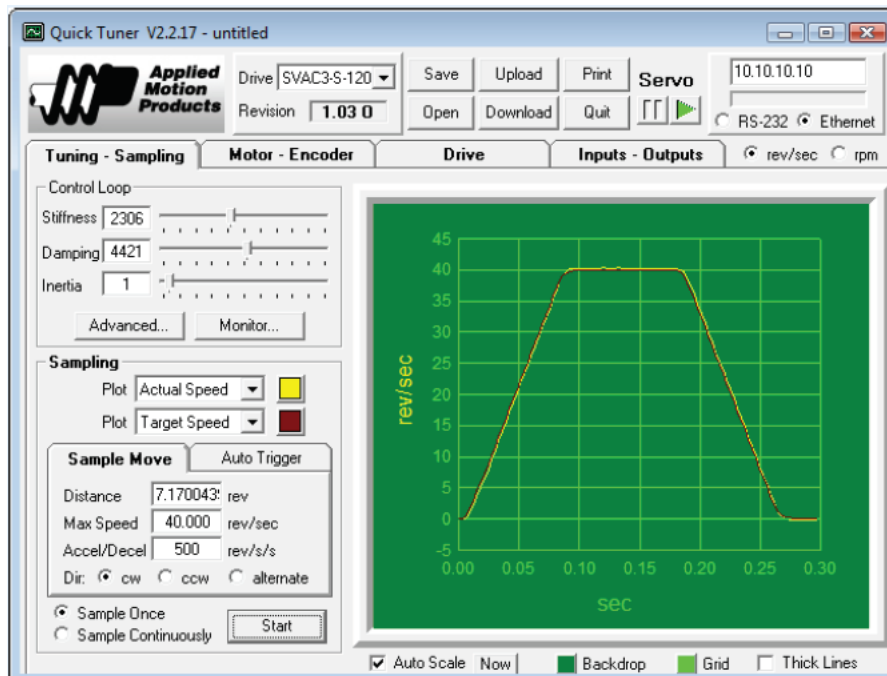 Quick Tuner V2.2.17 - untitled
Applied
Motion
Products
Drive SVAC3-S-120
Revision 1.03 O
Save Upload Print
Open Download Quit
Servo
10.10.10.10
RS-232 Ethernet
Tuning - Sampling Motor - Encoder Drive Inputs - Outputs rev/sec rpm
Control Loop
Stiffness 2306
Damping 4421
Inertia 1
Advanced... Monitor...
Sampling
Plot Actual Speed
Plot Target Speed
Sample Move Auto Trigger
Distance 7.170043 rev
Max Speed 40.000 rev/sec
Accel/Decel 500 rev/s/s
Dir: cw ccw alternate
Sample Once
Sample Continuously
Start
rev/sec
45
40
35
30
25
20
15
10
5
0
-5
0.00 0.05 0.10 0.15 0.20 0.25 0.30
sec
Auto Scale Now Backdrop Grid Thick Lines